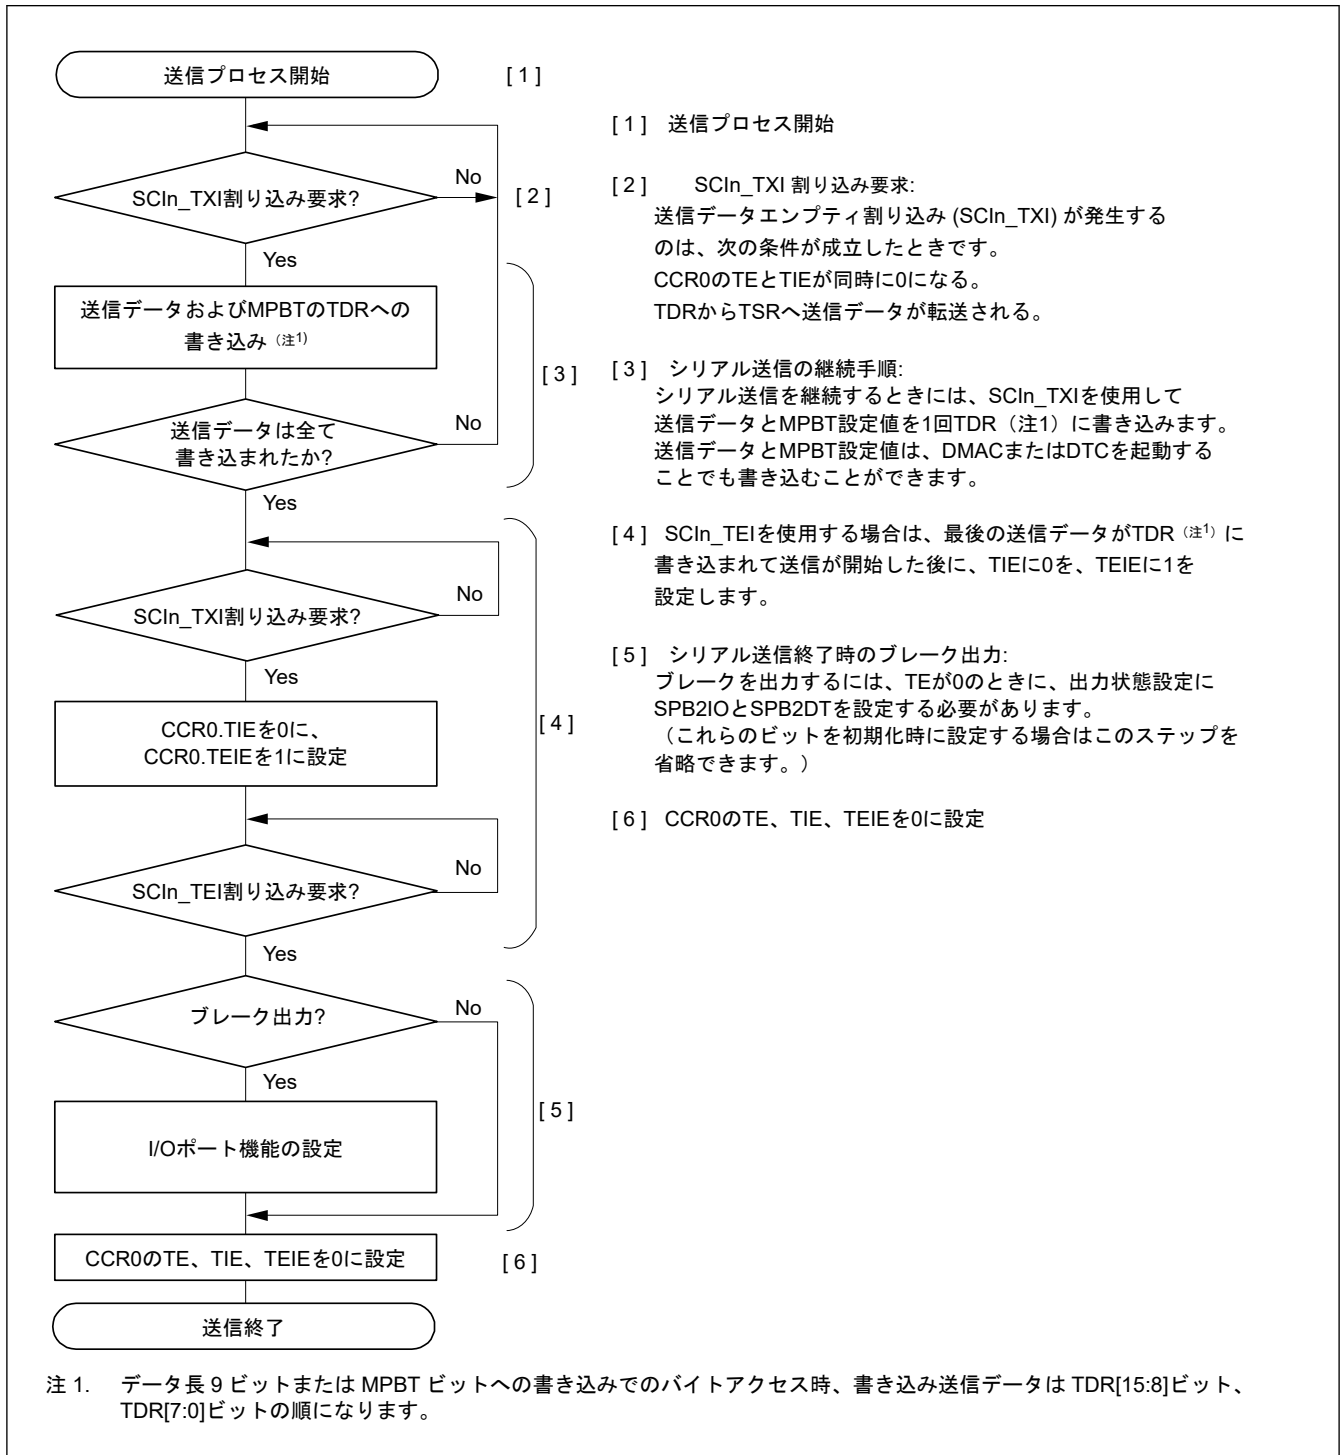 送信プロセス開始
[ 1 ]
SCIn_TXI割り込み要求?
No
[ 2 ]
Yes
送信データおよびMPBTのTDRへの
書き込み（注1)
[ 3 ]
送信データは全て
書き込まれたか?
No
Yes
SCIn_TXI割り込み要求?
No
Yes
CCR0.TIEを0に、
CCR0.TEIEを1に設定
[ 4 ]
SCIn_TEI割り込み要求?
No
Yes
ブレーク出力?
No
Yes
I/Oポート機能の設定
[ 5 ]
CCR0のTE、TIE、TEIEを0に設定
[ 6 ]
送信終了
[ 1 ] 送信プロセス開始
[ 2 ] SCIn_TXI 割り込み要求:
送信データエンプティ割り込み (SCIn_TXI) が発生する
のは、次の条件が成立したときです。
CCR0のTEとTIEが同時に0になる。
TDRからTSRへ送信データが転送される。
[ 3 ] シリアル送信の継続手順:
シリアル送信を継続するときには、SCIn_TXIを使用して
送信データとMPBT設定値を1回TDR（注1）に書き込みます。
送信データとMPBT設定値は、DMACまたはDTCを起動する
ことでも書き込むことができます。
[ 4 ] SCIn_TEIを使用する場合は、最後の送信データがTDR（注1）に
書き込まれて送信が開始した後に、TIEに0を、TEIEに1を
設定します。
[ 5 ] シリアル送信終了時のブレーク出力:
ブレークを出力するには、TEが0のときに、出力状態設定に
SPB2IOとSPB2DTを設定する必要があります。
（これらのビットを初期化時に設定する場合はこのステップを
省略できます。）
[ 6 ] CCR0のTE、TIE、TEIEを0に設定
注 1. データ長 9 ビットまたは MPBT ビットへの書き込みでのバイトアクセス時、書き込み送信データは TDR[15:8]ビット、
TDR[7:0]ビットの順になります。